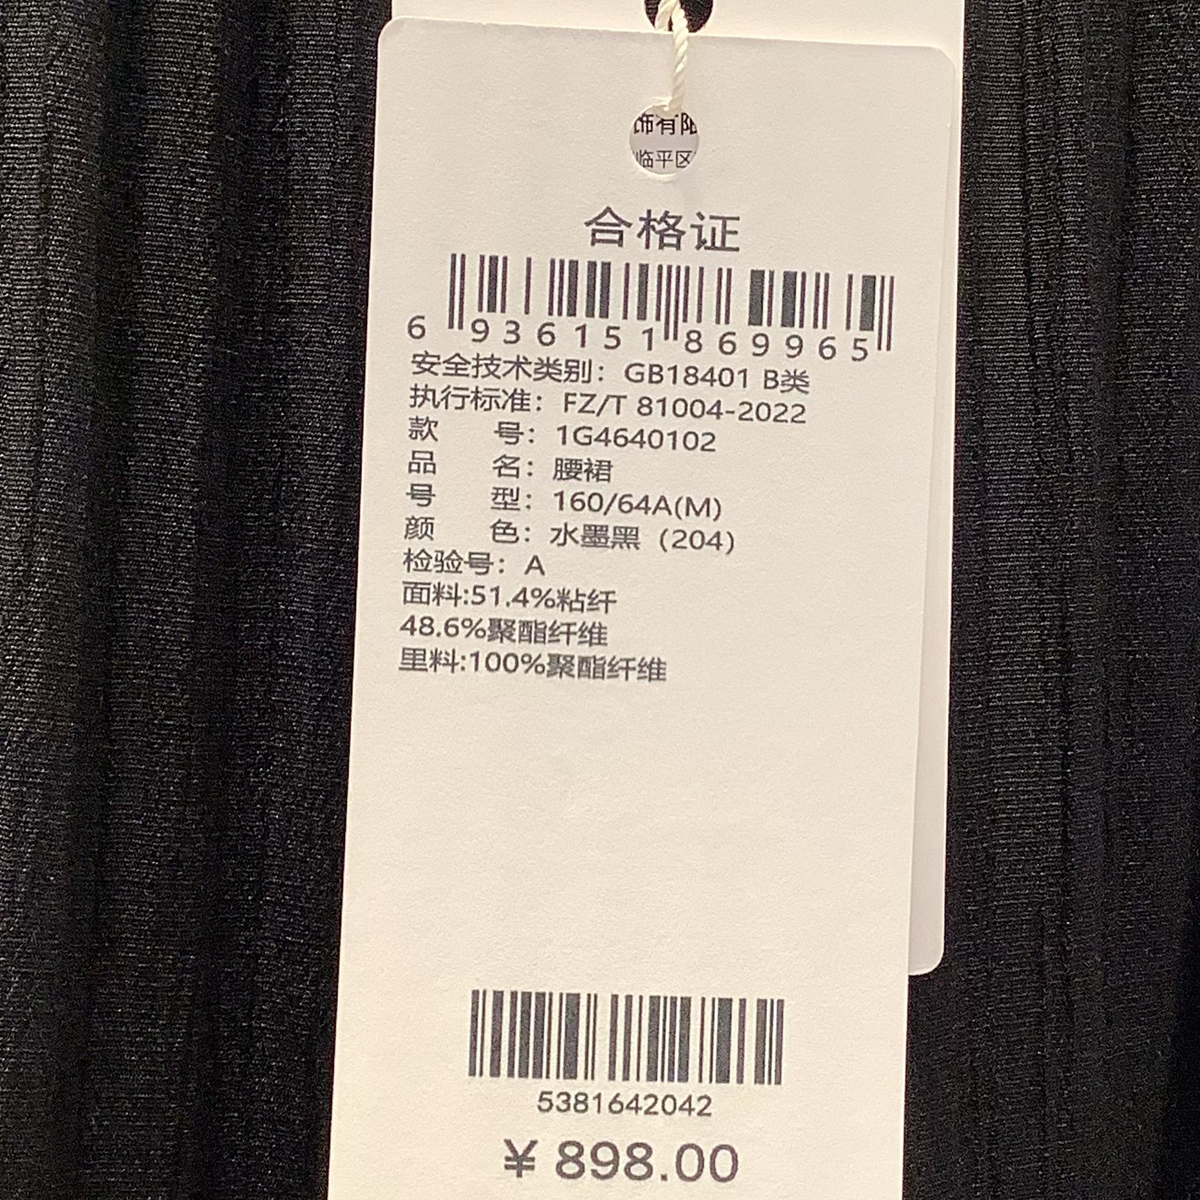 饰有限
临平区
合格证
6 936151 869965
安全技术类别：GB18401 B类
执行标准：FZ/T 81004-2022
款 号：1G4640102
品 名：腰裙
号 型：160/64A(M)
颜 色：水墨黑（204）
检验号：A
面料:51.4%粘纤
48.6%聚酯纤维
里料:100%聚酯纤维
5381642042
¥ 898.00